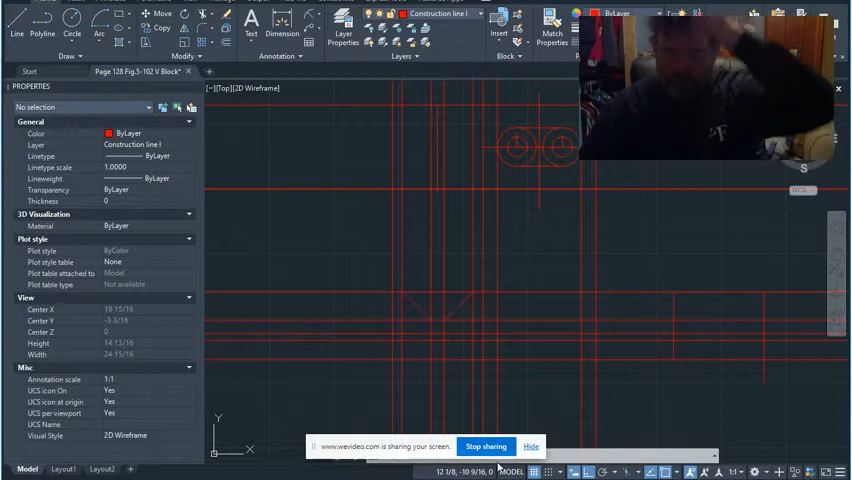 Line
Polyline
Circle
Arc
Move
Copy
Text
Dimension
Layer
Properties
Construction line l
Insert
Match
Properties
ByLayer
Draw
Modify
Annotation
Layers
Start
Page 128 Fig.5-102 V Block*
PROPERTIES
[−][Top][2D Wireframe]
No selection
General
Color ByLayer
Layer Construction line l
Linetype ByLayer
Linetype scale 1.0000
Lineweight ByLayer
Transparency ByLayer
Thickness 0
3D Visualization
Material ByLayer
Plot style
Plot style ByColor
Plot style table None
Plot table attached to Model
Plot table type Not available
View
Center X 19 15/16
Center Y -3 3/16
Center Z 0
Height 14 13/16
Width 24 15/16
Misc
Annotation scale 1:1
UCS icon On Yes
UCS icon at origin Yes
UCS per viewport Yes
UCS Name
Visual Style 2D Wireframe
S
WCS
Y
X
www.wevideo.com is sharing your screen.
Stop sharing
Hide
Model
Layout1
Layout2
+
12 1/8, -10 9/16, 0
MODEL
1:1